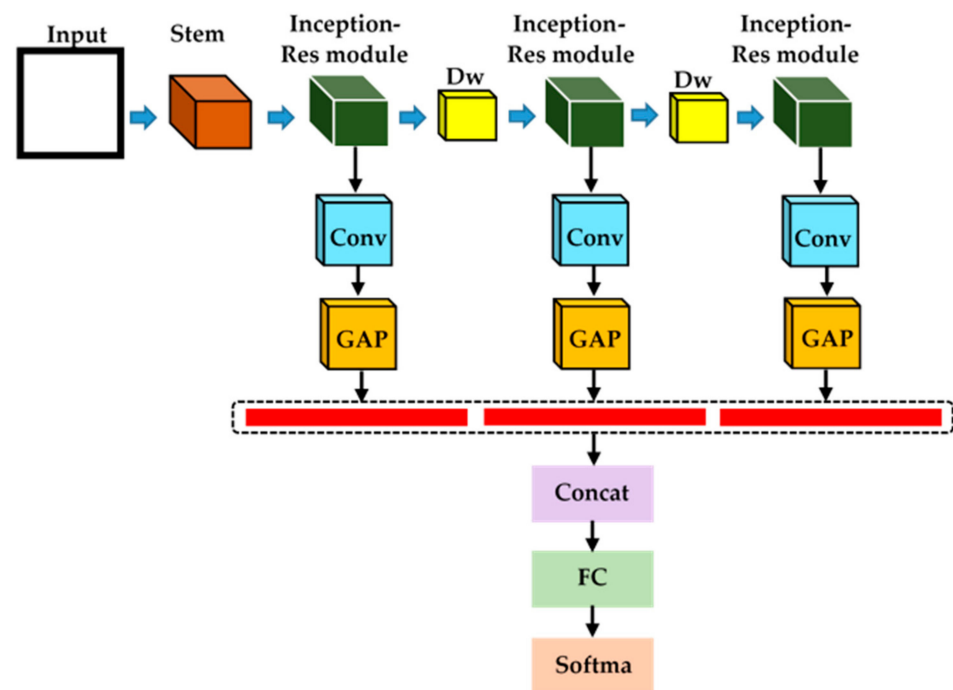 Input
Stem
Inception-
Res module
Dw
Inception-
Res module
Dw
Inception-
Res module
Conv
Conv
Conv
GAP
GAP
GAP
Concat
FC
Softma